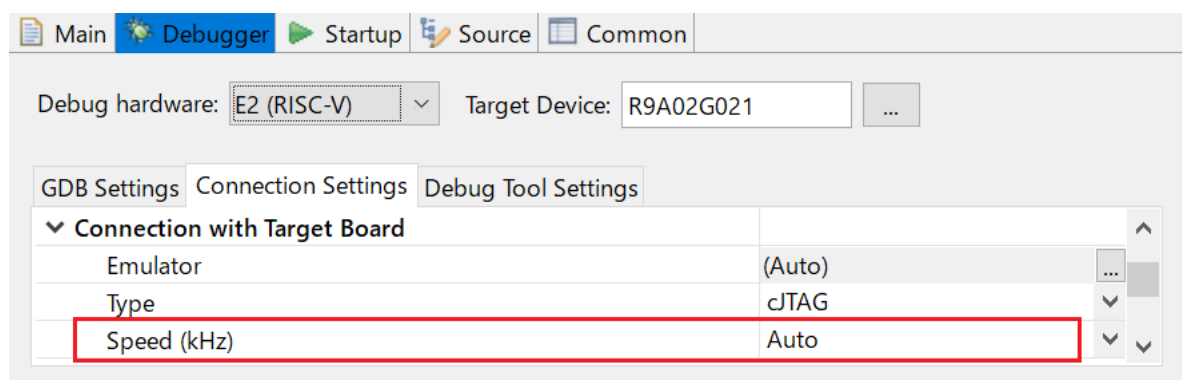 Main Debugger Startup Source Common
Debug hardware: E2 (RISC-V) Target Device: R9A02G021 ...
GDB Settings Connection Settings Debug Tool Settings
Connection with Target Board
Emulator (Auto) ...
Type cJTAG
Speed (kHz) Auto